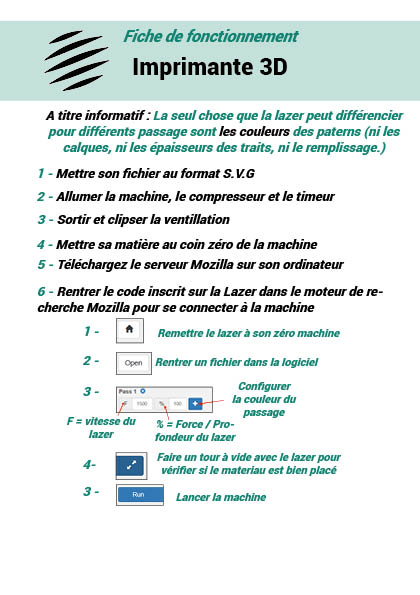 Fiche de fonctionnement
Imprimante 3D
A titre informatif : La seul chose que la lazer peut différencier
pour différents passage sont les couleurs des paterns (ni les
calques, ni les épaisseurs des traits, ni le remplissage.)
1 - Mettre son fichier au format S.V.G
2 - Allumer la machine, le compresseur et le timeur
3 - Sortir et clipser la ventillation
4 - Mettre sa matière au coin zéro de la machine
5 - Téléchargez le serveur Mozilla sur son ordinateur
6 - Rentrer le code inscrit sur la Lazer dans le moteur de re-
cherche Mozilla pour se connecter à la machine
1 - Remettre le lazer à son zéro machine
2 - Open Rentrer un fichier dans la logiciel
3 - Pass 1
F 1500 % 100 +
Configurer
la couleur du
passage
F = vitesse du
lazer
% = Force / Pro-
fondeur du lazer
4- Faire un tour à vide avec le lazer pour
vérifier si le materiau est bien placé
3 - Run Lancer la machine